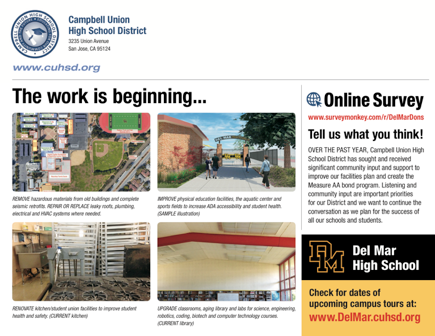 Campbell Union
High School District
3235 Union Avenue
San Jose, CA 95124
www.cuhsd.org
The work is beginning...
REMOVE hazardous materials from old buildings and complete
seismic retrofits. REPAIR OR REPLACE leaky roofs, plumbing,
electrical and HVAC systems where needed.
IMPROVE physical education facilities, the aquatic center and
sports fields to increase ADA accessibility and student health.
(SAMPLE illustration)
RENOVATE kitchen/student union facilities to improve student
health and safety. (CURRENT kitchen)
UPGRADE classrooms, aging library and labs for science, engineering,
robotics, coding, biotech and computer technology courses.
(CURRENT library)
Online Survey
www.surveymonkey.com/r/DelMarDons
Tell us what you think!
OVER THE PAST YEAR, Campbell Union High
School District has sought and received
significant community input and support to
improve our facilities plan and create the
Measure AA bond program. Listening and
community input are important priorities
for our District and we want to continue the
conversation as we plan for the success of
all our schools and students.
DM
Del Mar
High School
Check for dates of
upcoming campus tours at:
www.DelMar.cuhsd.org